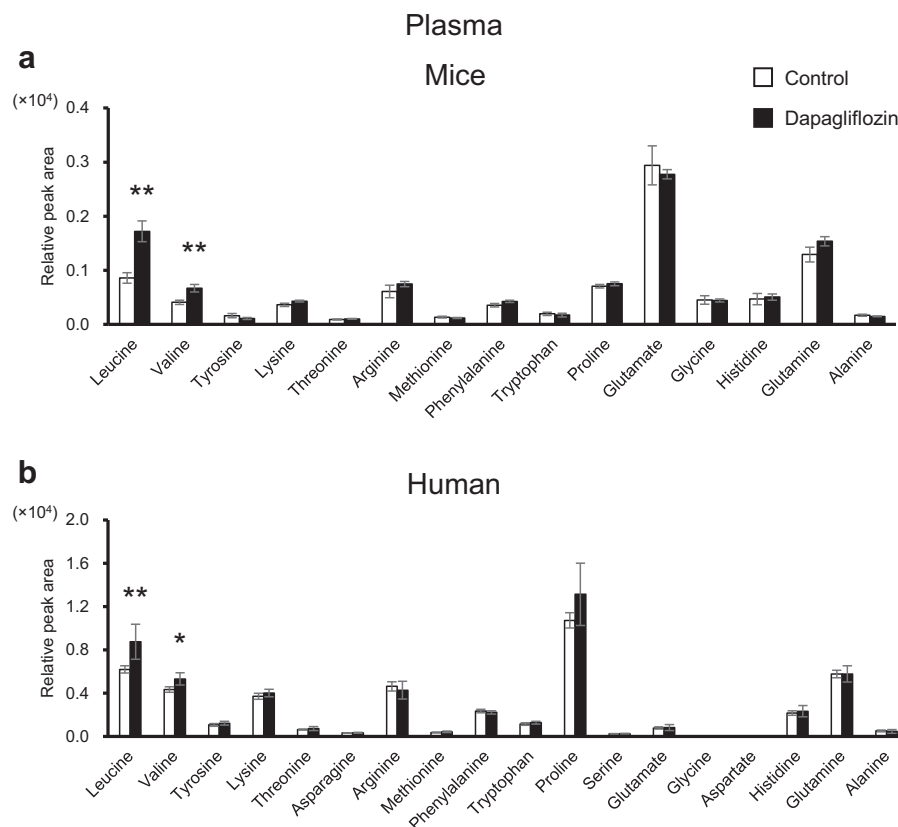 Plasma
a
Mice
Control
Dapagliflozin
(×10⁴)
Relative peak area
0.4
0.3
0.2
0.1
0.0
**
**
Leucine
Valine
Tyrosine
Lysine
Threonine
Arginine
Methionine
Phenylalanine
Tryptophan
Proline
Glutamate
Glycine
Histidine
Glutamine
Alanine
b
Human
(×10⁴)
Relative peak area
2.0
1.6
1.2
0.8
0.4
0.0
**
*
Leucine
Valine
Tyrosine
Lysine
Threonine
Asparagine
Arginine
Methionine
Phenylalanine
Tryptophan
Proline
Serine
Glutamate
Glycine
Aspartate
Histidine
Glutamine
Alanine